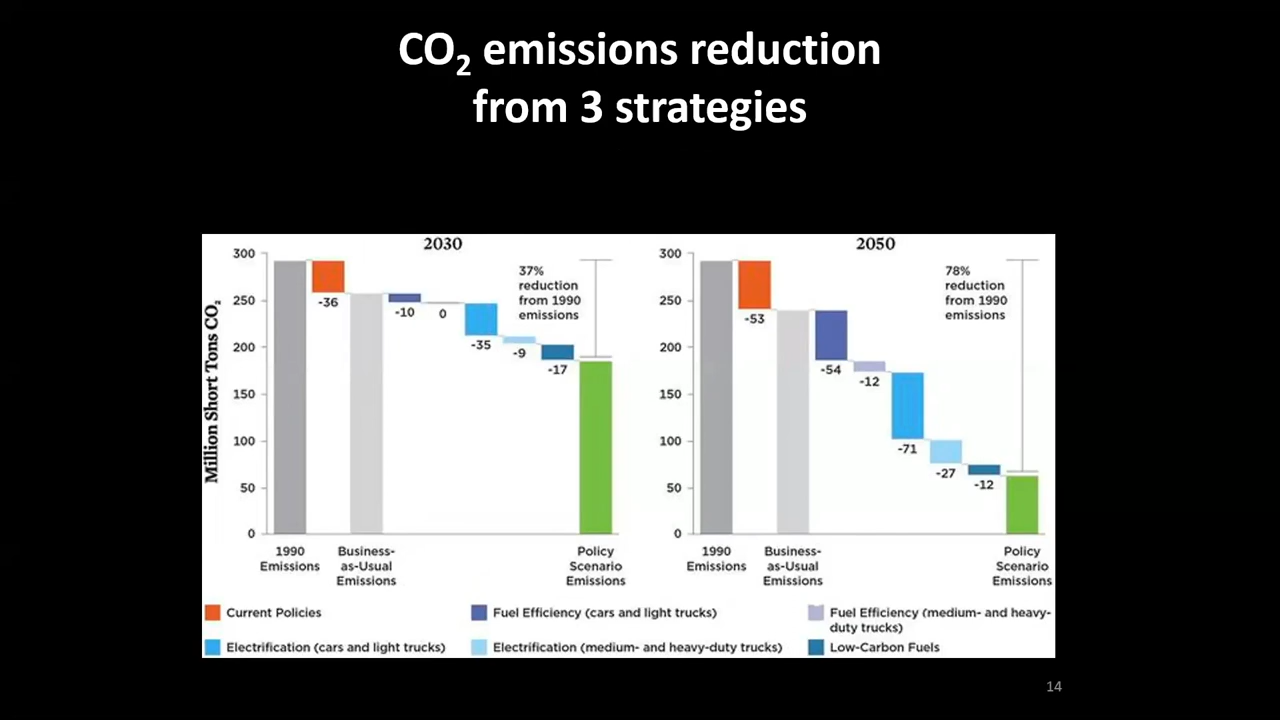 CO₂ emissions reduction
from 3 strategies
2030
300
250
200
150
100
50
0
Million Short Tons CO₂
-36
-10
0
-35
-9
-17
37%
reduction
from 1990
emissions
1990
Emissions
Business-
as-Usual
Emissions
Policy
Scenario
Emissions
2050
300
250
200
150
100
50
0
-53
-54
-12
-71
-27
-12
78%
reduction
from 1990
emissions
1990
Emissions
Business-
as-Usual
Emissions
Policy
Scenario
Emissions
Current Policies
Fuel Efficiency (cars and light trucks)
Fuel Efficiency (medium- and heavy-
duty trucks)
Electrification (cars and light trucks)
Electrification (medium- and heavy-duty trucks)
Low-Carbon Fuels
14